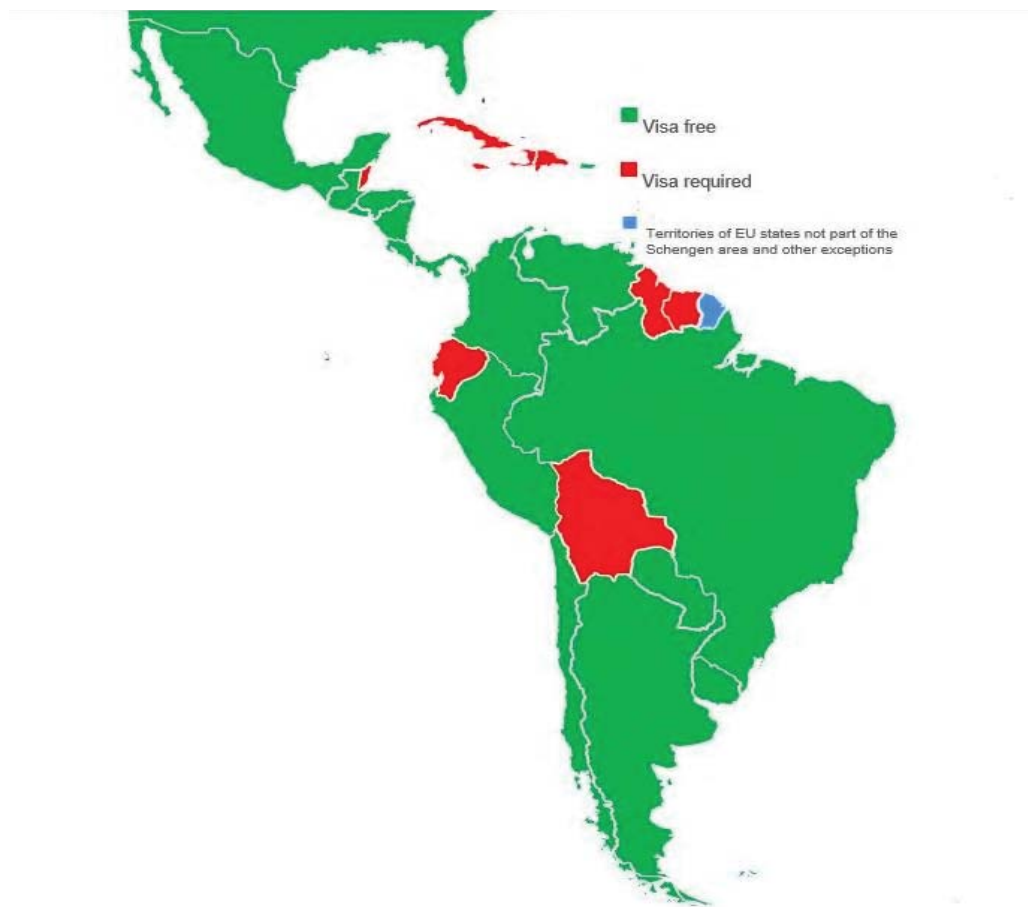 Visa free
Visa required
Territories of EU states not part of the
Schengen area and other exceptions